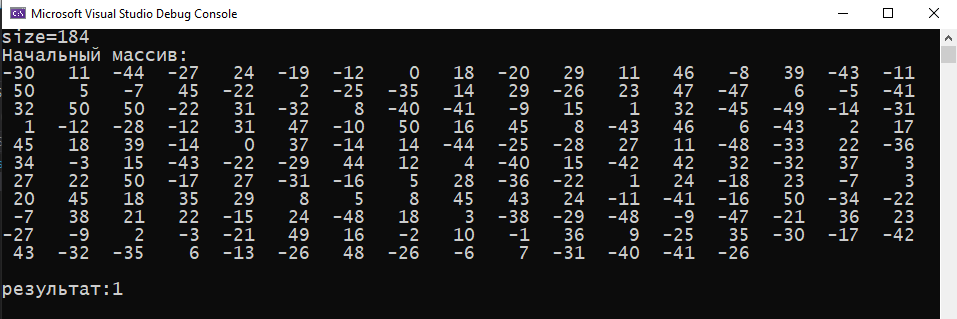 Microsoft Visual Studio Debug Console
size=184
Начальный массив:
-30 11 -44 -27 24 -19 -12 0 18 -20 29 11 46 -8 39 -43 -11
50 5 -7 45 -22 2 -25 -35 14 29 -26 23 47 -47 6 -5 -41
32 50 50 -22 31 -32 8 -40 -41 -9 15 1 32 -45 -49 -14 -31
1 -12 -28 -12 31 47 -10 50 16 45 8 -43 46 6 -43 2 17
45 18 39 -14 0 37 -14 14 -44 -25 -28 27 11 -48 -33 22 -36
34 -3 15 -43 -22 -29 44 12 4 -40 15 -42 42 32 -32 37 3
27 22 50 -17 27 -31 -16 5 28 -36 -22 1 24 -18 23 -7 3
20 45 18 35 29 8 5 8 45 43 24 -11 -41 -16 50 -34 -22
-7 38 21 22 -15 24 -48 18 3 -38 -29 -48 -9 -47 -21 36 23
-27 -9 2 -3 -21 49 16 -2 10 -1 36 9 -25 35 -30 -17 -42
43 -32 -35 6 -13 -26 48 -26 -6 7 -31 -40 -41 -26
результат:1